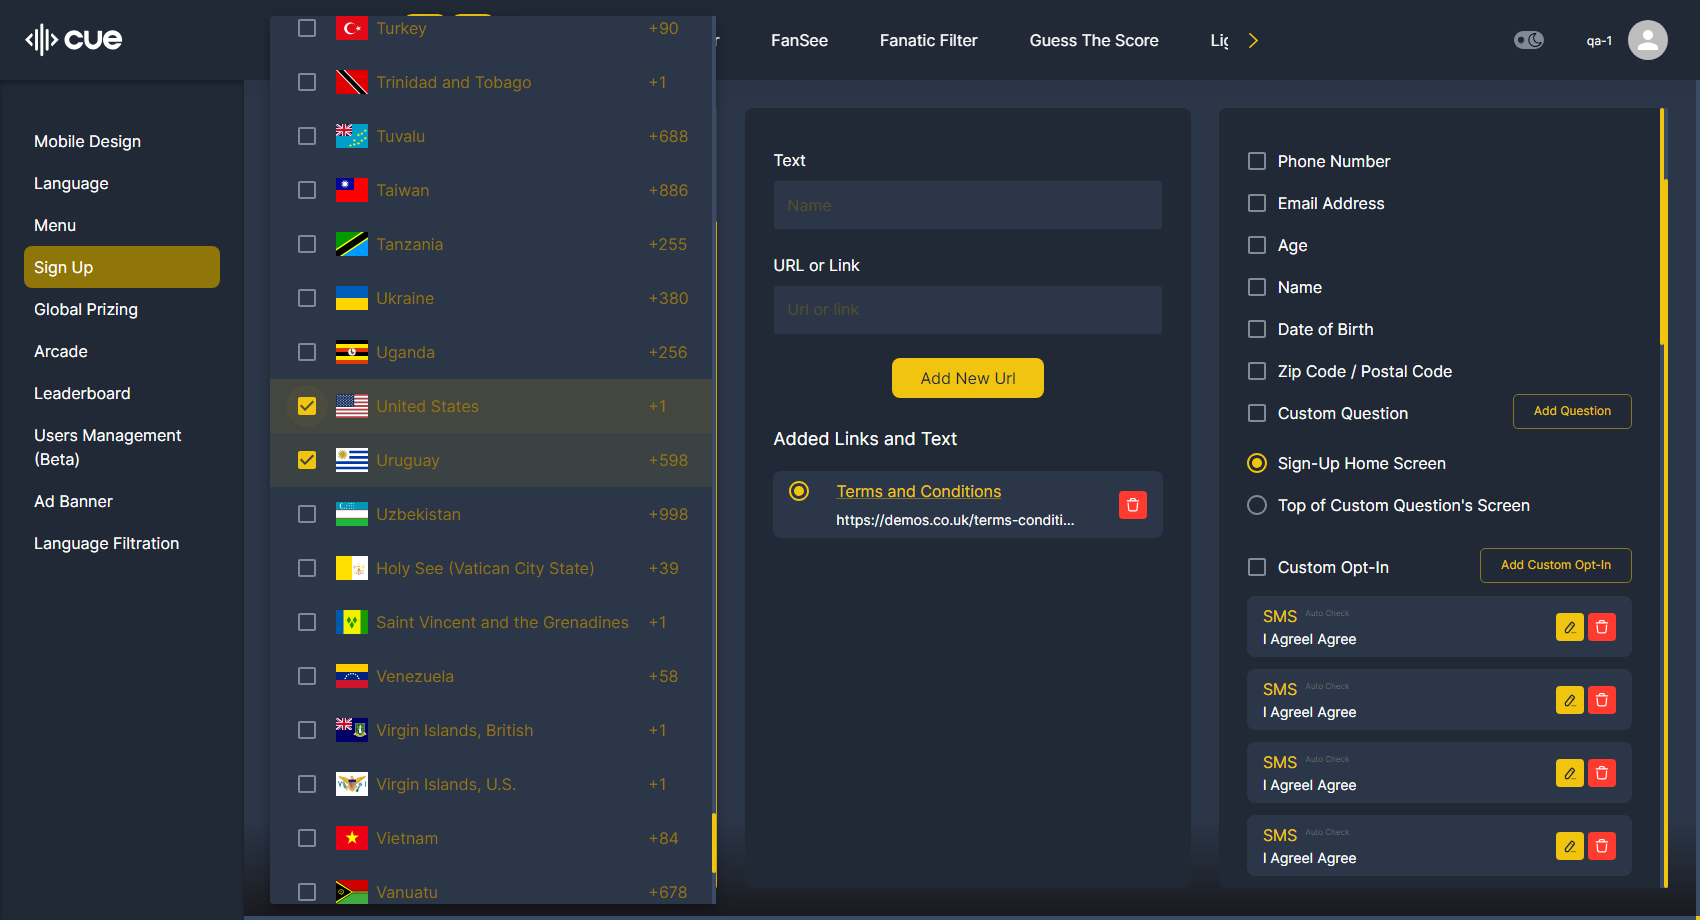 cue
FanSee
Fanatic Filter
Guess The Score
qa-1
Mobile Design
Language
Menu
Sign Up
Global Prizing
Arcade
Leaderboard
Users Management
(Beta)
Ad Banner
Language Filtration
Turkey +90
Trinidad and Tobago +1
Tuvalu +688
Taiwan +886
Tanzania +255
Ukraine +380
Uganda +256
United States +1
Uruguay +598
Uzbekistan +998
Holy See (Vatican City State) +39
Saint Vincent and the Grenadines +1
Venezuela +58
Virgin Islands, British +1
Virgin Islands, U.S. +1
Vietnam +84
Vanuatu +678
Text
Name
URL or Link
Url or link
Add New Url
Added Links and Text
Terms and Conditions
https://demos.co.uk/terms-conditi...
Phone Number
Email Address
Age
Name
Date of Birth
Zip Code / Postal Code
Custom Question
Add Question
Sign-Up Home Screen
Top of Custom Question's Screen
Custom Opt-In
Add Custom Opt-In
SMS Auto Check
I AgreeI Agree
SMS Auto Check
I AgreeI Agree
SMS Auto Check
I AgreeI Agree
SMS Auto Check
I AgreeI Agree